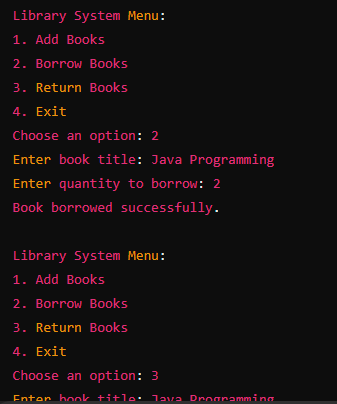 Library System Menu:
1. Add Books
2. Borrow Books
3. Return Books
4. Exit
Choose an option: 2
Enter book title: Java Programming
Enter quantity to borrow: 2
Book borrowed successfully.
Library System Menu:
1. Add Books
2. Borrow Books
3. Return Books
4. Exit
Choose an option: 3
Enter book title: Java Programming